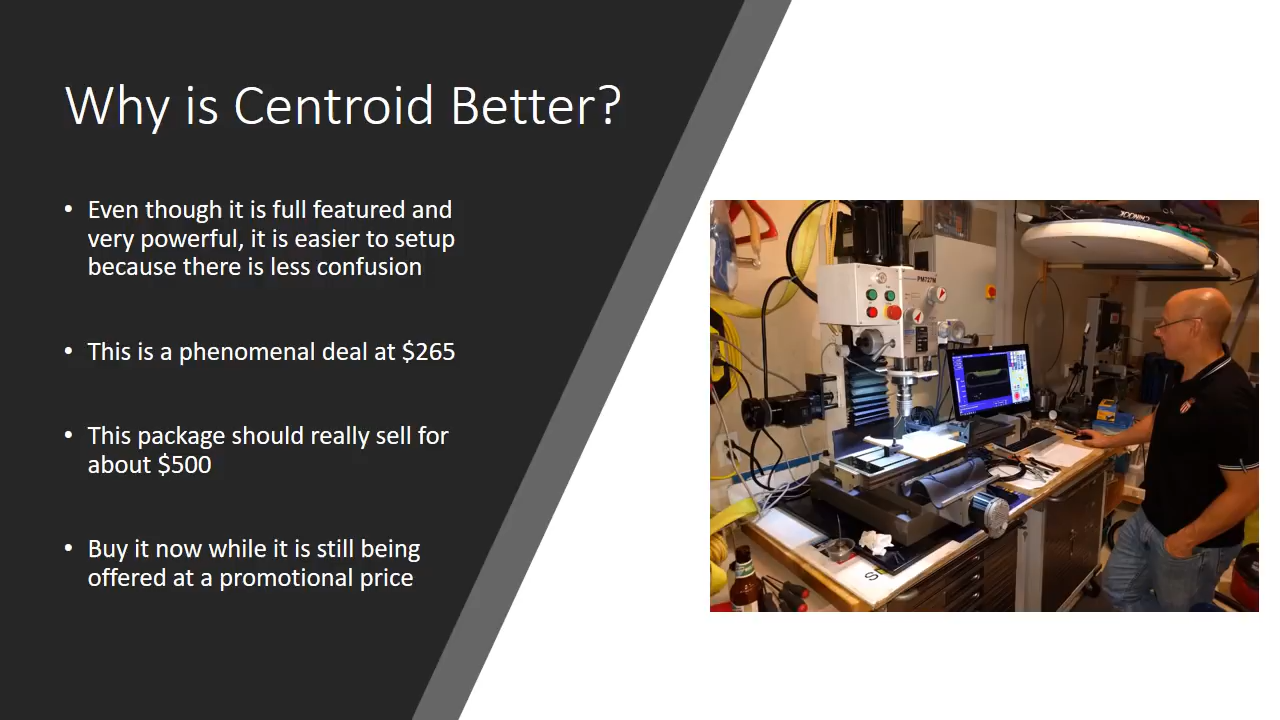 Why is Centroid Better?
• Even though it is full featured and
very powerful, it is easier to setup
because there is less confusion
• This is a phenomenal deal at $265
• This package should really sell for
about $500
• Buy it now while it is still being
offered at a promotional price
PM727M
CHINOOK